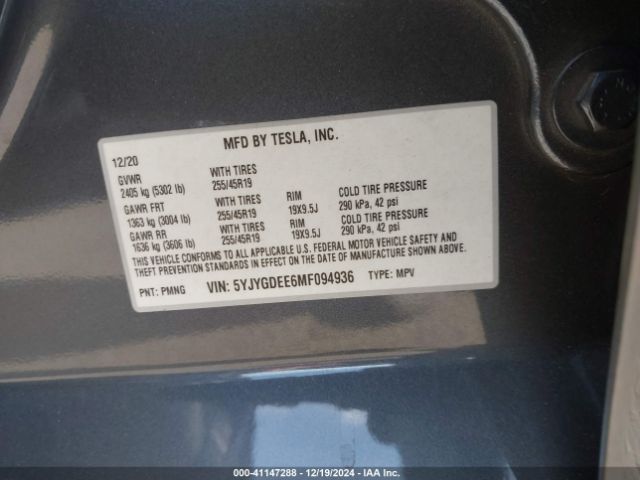 MFD BY TESLA, INC.
12/20
GVWR WITH TIRES
2405 kg (5302 lb) 255/45R19
GAWR FRT WITH TIRES RIM COLD TIRE PRESSURE
1363 kg (3004 lb) 255/45R19 19X9.5J 290 kPa, 42 psi
GAWR RR WITH TIRES RIM COLD TIRE PRESSURE
1636 kg (3606 lb) 255/45R19 19X9.5J 290 kPa, 42 psi
THIS VEHICLE CONFORMS TO ALL APPLICABLE U.S. FEDERAL MOTOR VEHICLE SAFETY AND
THEFT PREVENTION STANDARDS IN EFFECT ON THE DATE OF MANUFACTURE SHOWN ABOVE.
PNT: PMNG VIN: 5YJYGDEE6MF094936 TYPE: MPV
000-41147288 - 12/19/2024 - IAA Inc.